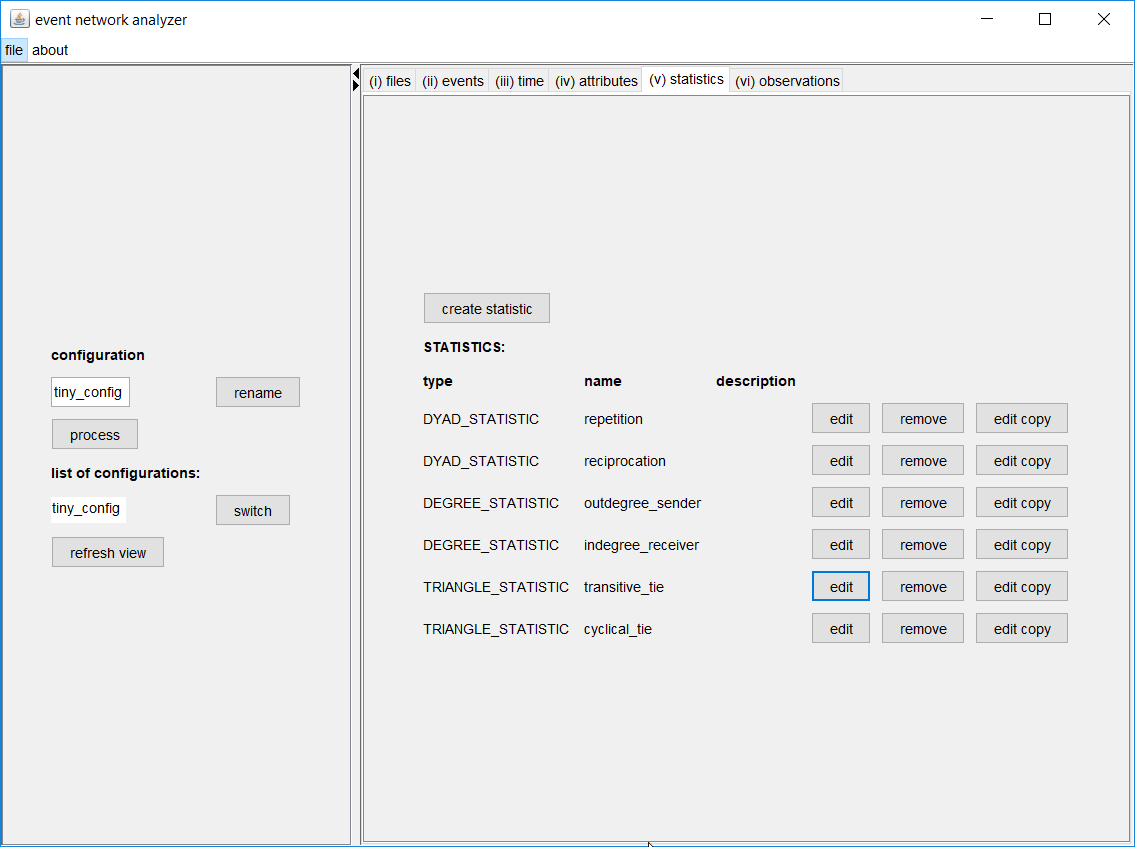 event network analyzer
file about
(i) files (ii) events (iii) time (iv) attributes (v) statistics (vi) observations
configuration
tiny_config rename
process
list of configurations:
tiny_config switch
refresh view
create statistic
STATISTICS:
type name description
DYAD_STATISTIC repetition edit remove edit copy
DYAD_STATISTIC reciprocation edit remove edit copy
DEGREE_STATISTIC outdegree_sender edit remove edit copy
DEGREE_STATISTIC indegree_receiver edit remove edit copy
TRIANGLE_STATISTIC transitive_tie edit remove edit copy
TRIANGLE_STATISTIC cyclical_tie edit remove edit copy